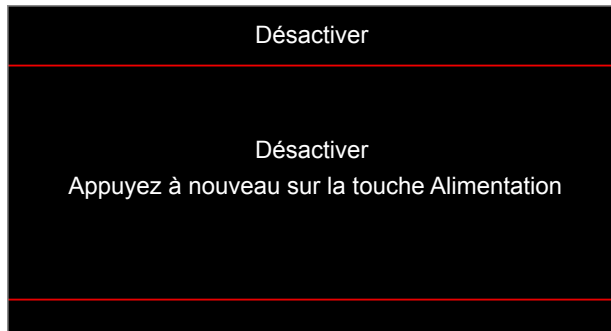 Désactiver
Désactiver
Appuyez à nouveau sur la touche Alimentation